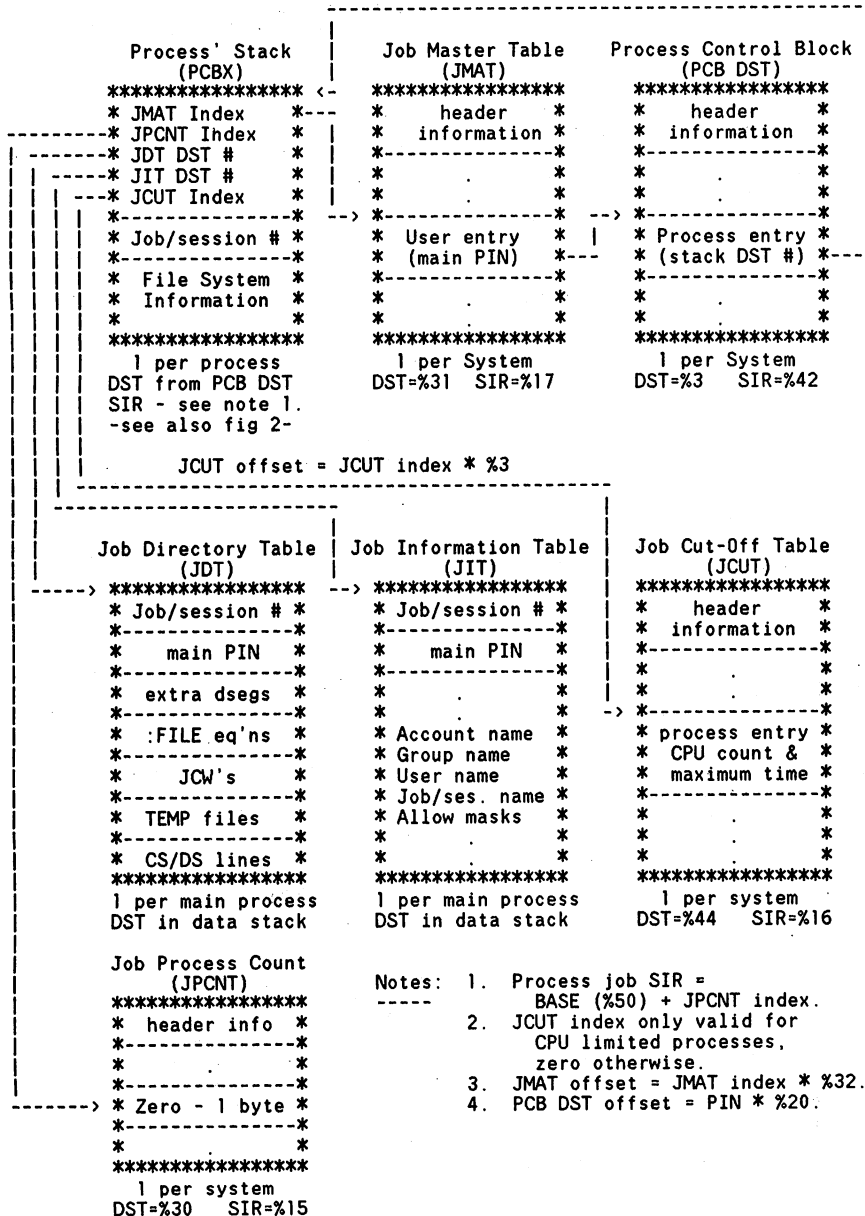 Process' Stack
(PCBX)
*****************
* JMAT Index *
* JPCNT Ihdex *
* JDT DST # *
* JIT DST # *
* JCUT Index *
*---------------*
* Job/session # *
*---------------*
* File System *
* Information *
* *
*****************
1 per process
DST from PCB DST
SIR - see note 1.
-see also fig 2-
Job Master Table
(JMAT)
*****************
* header *
* information *
*---------------*
* *
* . *
*---------------*
* User entry *
* (main PIN) *
*---------------*
* . *
* . *
*****************
1 per System
DST=%31 SIR=%17
Process Control Block
(PCB DST)
*****************
* header *
* information *
*---------------*
* *
* . *
*---------------*
* Process entry *
* (stack DST #) *
*---------------*
* . *
* . *
*****************
1 per System
DST=%3 SIR=%42
JCUT offset = JCUT index * %3
Job Directory Table
(JDT)
*****************
* Job/session # *
*---------------*
* main PIN *
*---------------*
* extra dsegs *
*---------------*
* :FILE eq'ns *
*---------------*
* JCW's *
*---------------*
* TEMP files *
*---------------*
* CS/DS lines *
*****************
1 per main process
DST in data stack
Job Information Table
(JIT)
*****************
* Job/session # *
*---------------*
* main PIN *
*---------------*
* . *
* . *
* Account name *
* Group name *
* User name *
* Job/ses. name *
* Allow masks *
* . *
* . *
*****************
1 per main process
DST in data stack
Job Cut-Off Table
(JCUT)
*****************
* header *
* information *
*---------------*
* . *
* . *
*---------------*
* process entry *
* CPU count & *
* maximum time *
*---------------*
* . *
* . *
* . *
*****************
1 per system
DST=%44 SIR=%16
Job Process Count
(JPCNT)
*****************
* header info *
*---------------*
* . *
*---------------*
* Zero - 1 byte *
*---------------*
* . *
*****************
1 per system
DST=%30 SIR=%15
Notes: 1. Process job SIR =
----- BASE (%50) + JPCNT index.
2. JCUT index only valid for
CPU limited processes,
zero otherwise.
3. JMAT offset = JMAT index * %32.
4. PCB DST offset = PIN * %20.